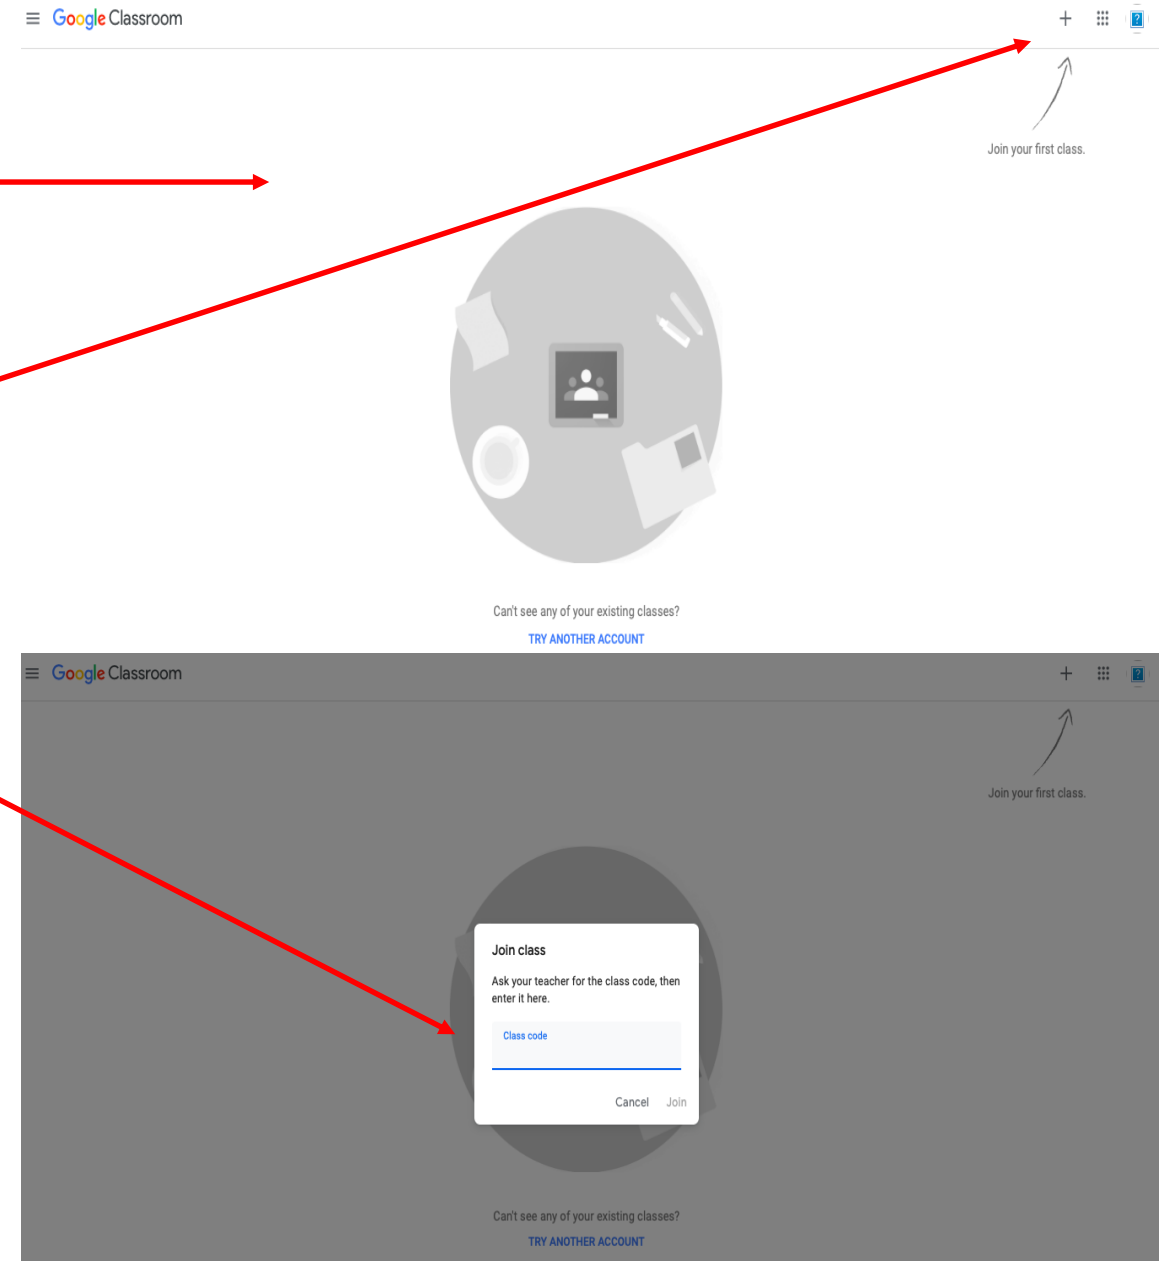 Google Classroom
Join your first class.
Can't see any of your existing classes?
TRY ANOTHER ACCOUNT
Google Classroom
Join your first class.
Join class
Ask your teacher for the class code, then
enter it here.
Class code
Cancel Join
Can't see any of your existing classes?
TRY ANOTHER ACCOUNT